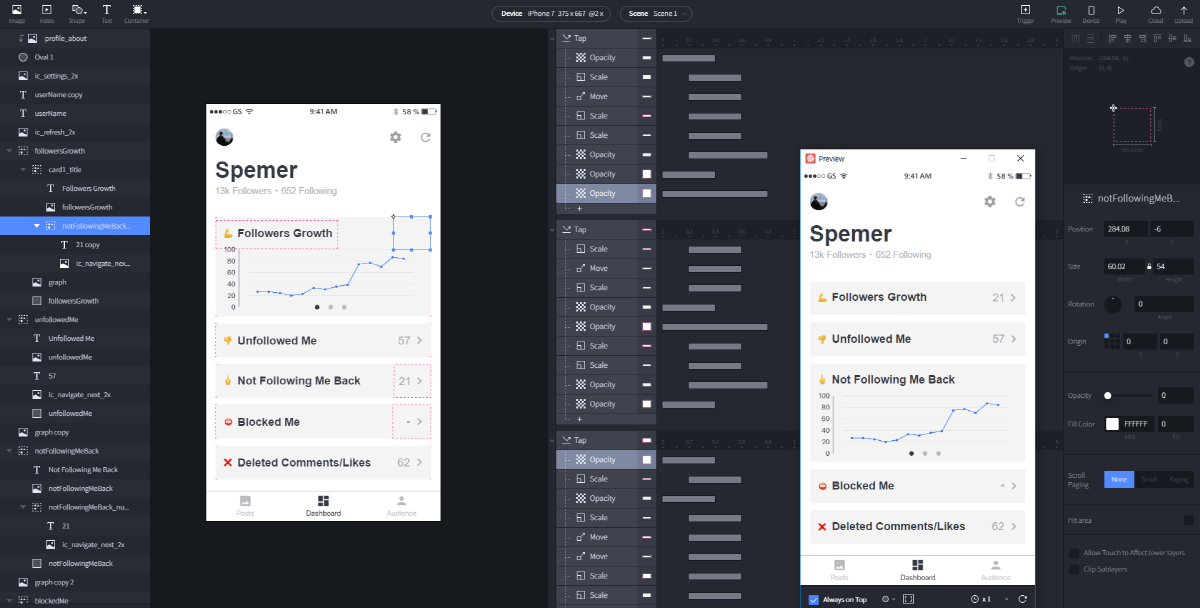 Image Video Shape Text Container
Device iPhone 7 375 x 667 @2x
Scene Scene 1
Trigger Preview Device Play Cloud Upload
profile_about
Oval 1
ic_settings_2x
userName copy
userName
ic_refresh_2x
followersGrowth
card1_title
Followers Growth
followersGrowth
notFollowingMeBack...
21 copy
ic_navigate_nex...
graph
followersGrowth
unfollowedMe
Unfollowed Me
unfollowedMe
57
ic_navigate_next_2x
unfollowedMe
graph copy
notFollowingMeBack
Not Following Me Back
notFollowingMeBack
notFollowingMeBack_nu...
21
ic_navigate_next_2x
notFollowingMeBack
graph copy 2
blockedMe
GS 9:41 AM 58 %
Spemer
13k Followers • 652 Following
Followers Growth
100
80
60
40
20
0
Unfollowed Me 57
Not Following Me Back 21
Blocked Me -
Deleted Comments/Likes 62
Posts Dashboard Audience
Tap
Opacity
Scale
Move
Scale
Scale
Opacity
Opacity
Opacity
+
Tap
Scale
Move
Scale
Opacity
Opacity
Scale
Scale
Opacity
Opacity
+
Tap
Opacity
Scale
Opacity
Scale
Move
Move
Scale
Scale
Preview
GS 9:41 AM 58 %
Spemer
13k Followers • 652 Following
Followers Growth 21
Unfollowed Me 57
Not Following Me Back
100
80
60
40
20
0
Blocked Me -
Deleted Comments/Likes 62
Posts Dashboard Audience
Always on Top x 1
Position [284.08, -6]
Origin [0, 0]
notFollowingMeB...
Position 284.08 -6
X Y
Size 60.02 54
Width Height
Rotation 0
Angle
Origin 0 0
X Y
Opacity 0
Fill Color FFFFFF 0
HEX Fill
Scroll Paging None Scroll Paging
Hit area
Allow Touch to Affect lower layers
Clip Sublayers